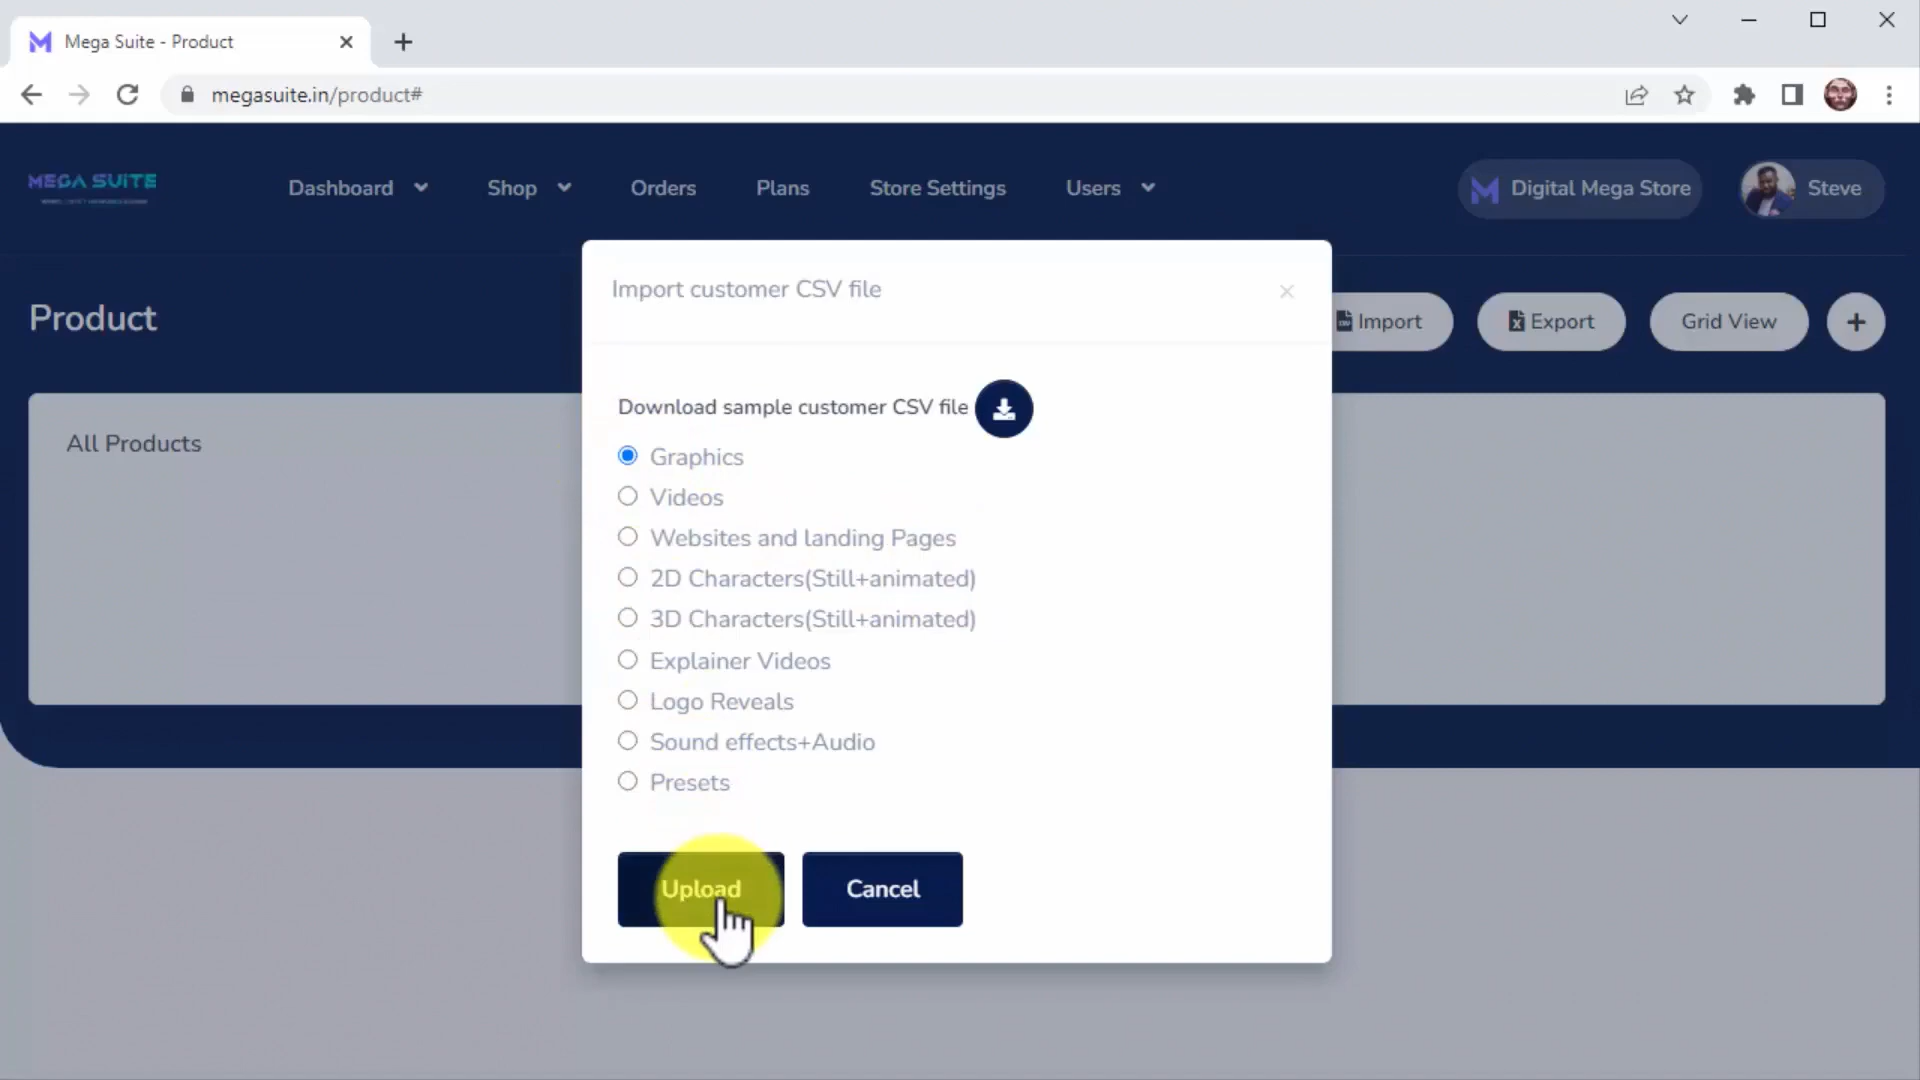 Mega Suite - Product
megasuite.in/product#
MEGA SUITE
Dashboard
Shop
Orders
Plans
Store Settings
Users
Digital Mega Store
Steve
Product
Import
Export
Grid View
All Products
Import customer CSV file
Download sample customer CSV file
Graphics
Videos
Websites and landing Pages
2D Characters(Still+animated)
3D Characters(Still+animated)
Explainer Videos
Logo Reveals
Sound effects+Audio
Presets
Upload
Cancel